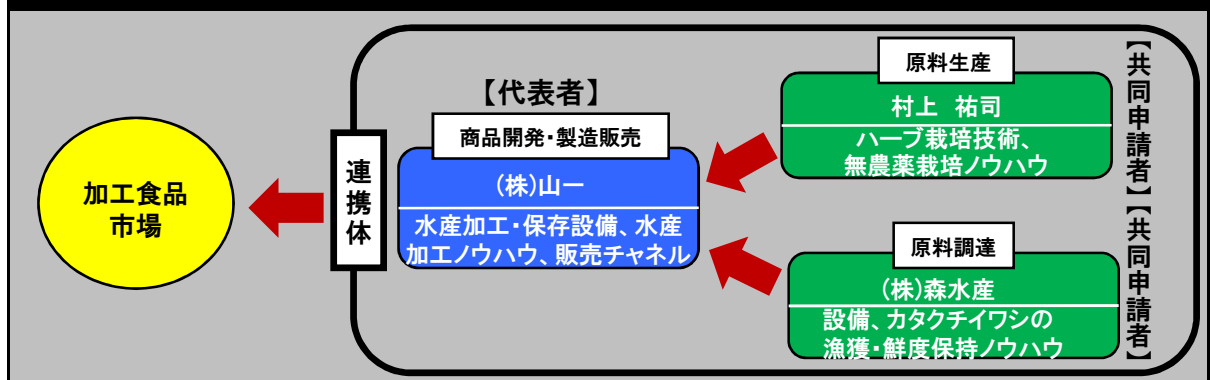 加工食品
市場
連携体
【代表者】
商品開発・製造販売
(株)山一
水産加工・保存設備、水産
加工ノウハウ、販売チャネル
原料生産
村上 祐司
ハーブ栽培技術、
無農薬栽培ノウハウ
【共同申請者】
原料調達
(株)森水産
設備、カタクチイワシの
漁獲・鮮度保持ノウハウ
【共同申請者】